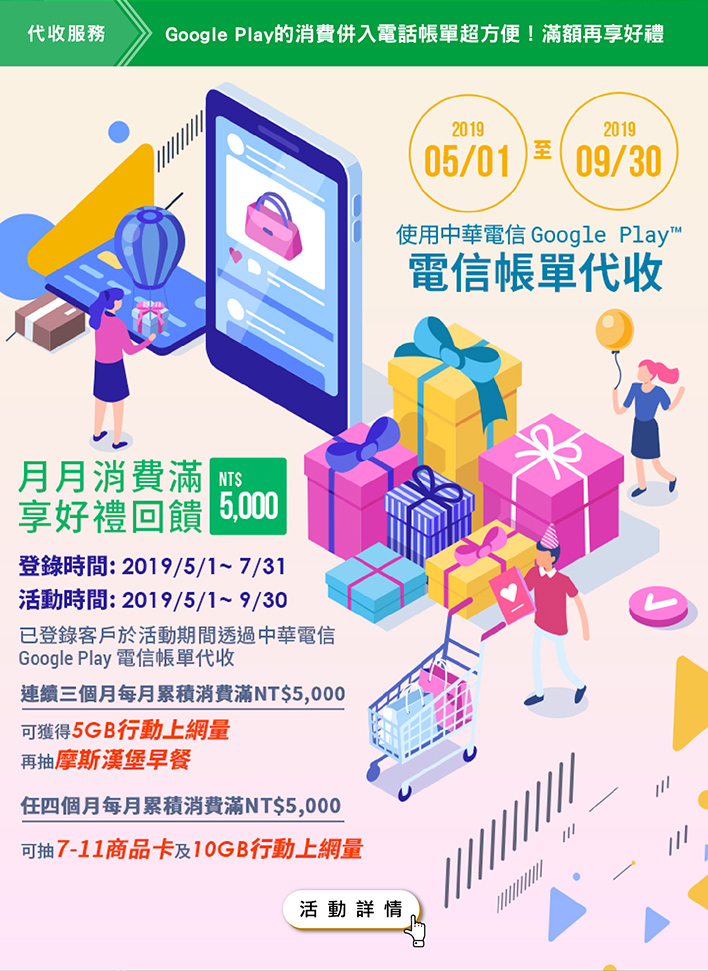 代收服務
Google Play的消費併入電話帳單超方便！滿額再享好禮
2019
05/01
至
2019
09/30
使用中華電信 Google Play™
電信帳單代收
月月消費滿
享好禮回饋
NT$
5,000
登錄時間: 2019/5/1~ 7/31
活動時間: 2019/5/1~ 9/30
已登錄客戶於活動期間透過中華電信
Google Play 電信帳單代收
連續三個月每月累積消費滿NT$5,000
可獲得5GB行動上網量
再抽摩斯漢堡早餐
任四個月每月累積消費滿NT$5,000
可抽7-11商品卡及10GB行動上網量
活動詳情